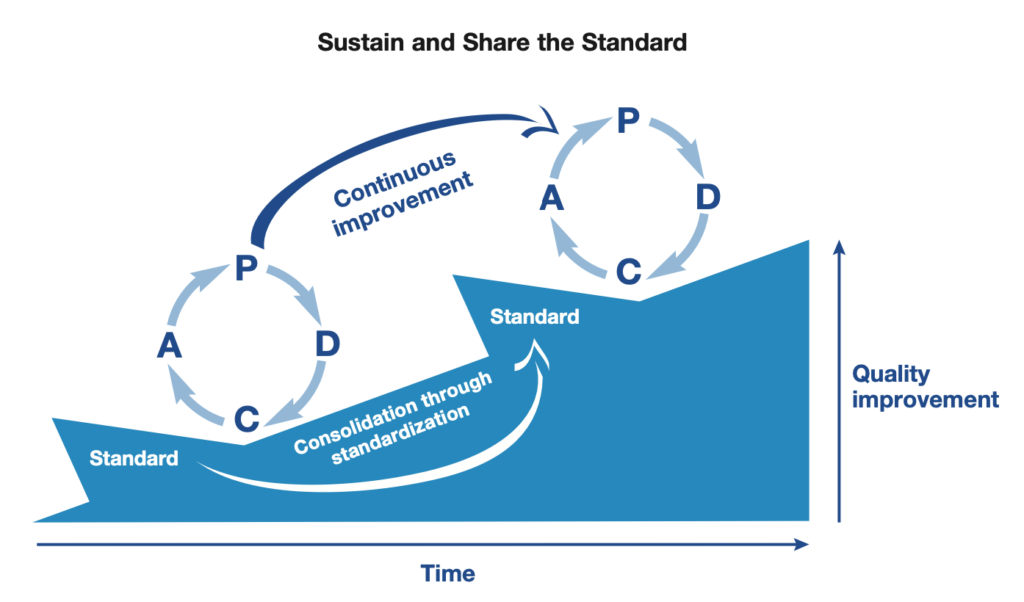 Sustain and Share the Standard
P
D
C
A
Continuous
improvement
P
D
C
A
Standard
Consolidation through
standardization
Standard
Quality
improvement
Time